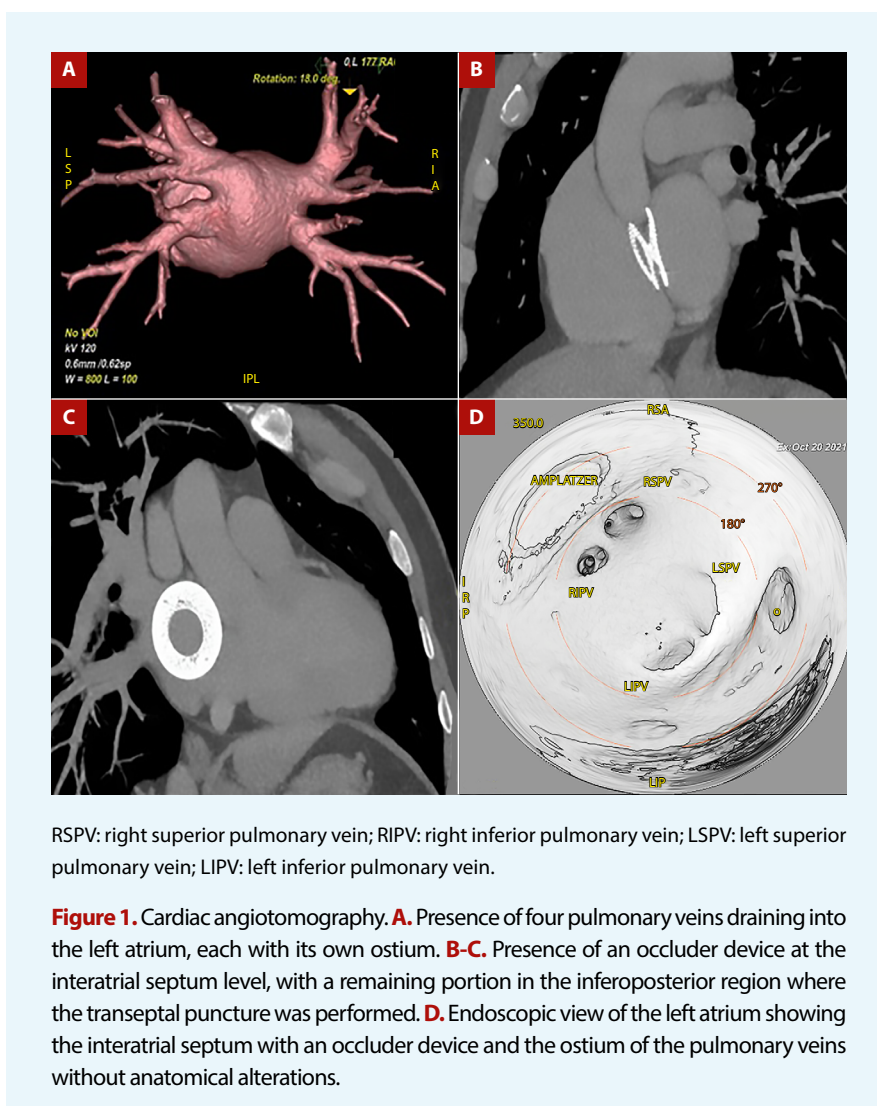 A
0,L 177,RA
Rotation: 18.0 deg.
L
S
P
R
I
A
No VOI
kV 120
0.6mm /0.62sp
W = 800 L = 100
IPL
B
C
D
350.0
RSA
Ex:Oct 20 2021
AMPLATZER
RSPV
270°
180°
LSPV
RIPV
I
R
P
O
LIPV
LIP
RSPV: right superior pulmonary vein; RIPV: right inferior pulmonary vein; LSPV: left superior
pulmonary vein; LIPV: left inferior pulmonary vein.
Figure 1. Cardiac angiotomography. A. Presence of four pulmonary veins draining into
the left atrium, each with its own ostium. B-C. Presence of an occluder device at the
interatrial septum level, with a remaining portion in the inferoposterior region where
the transeptal puncture was performed. D. Endoscopic view of the left atrium showing
the interatrial septum with an occluder device and the ostium of the pulmonary veins
without anatomical alterations.